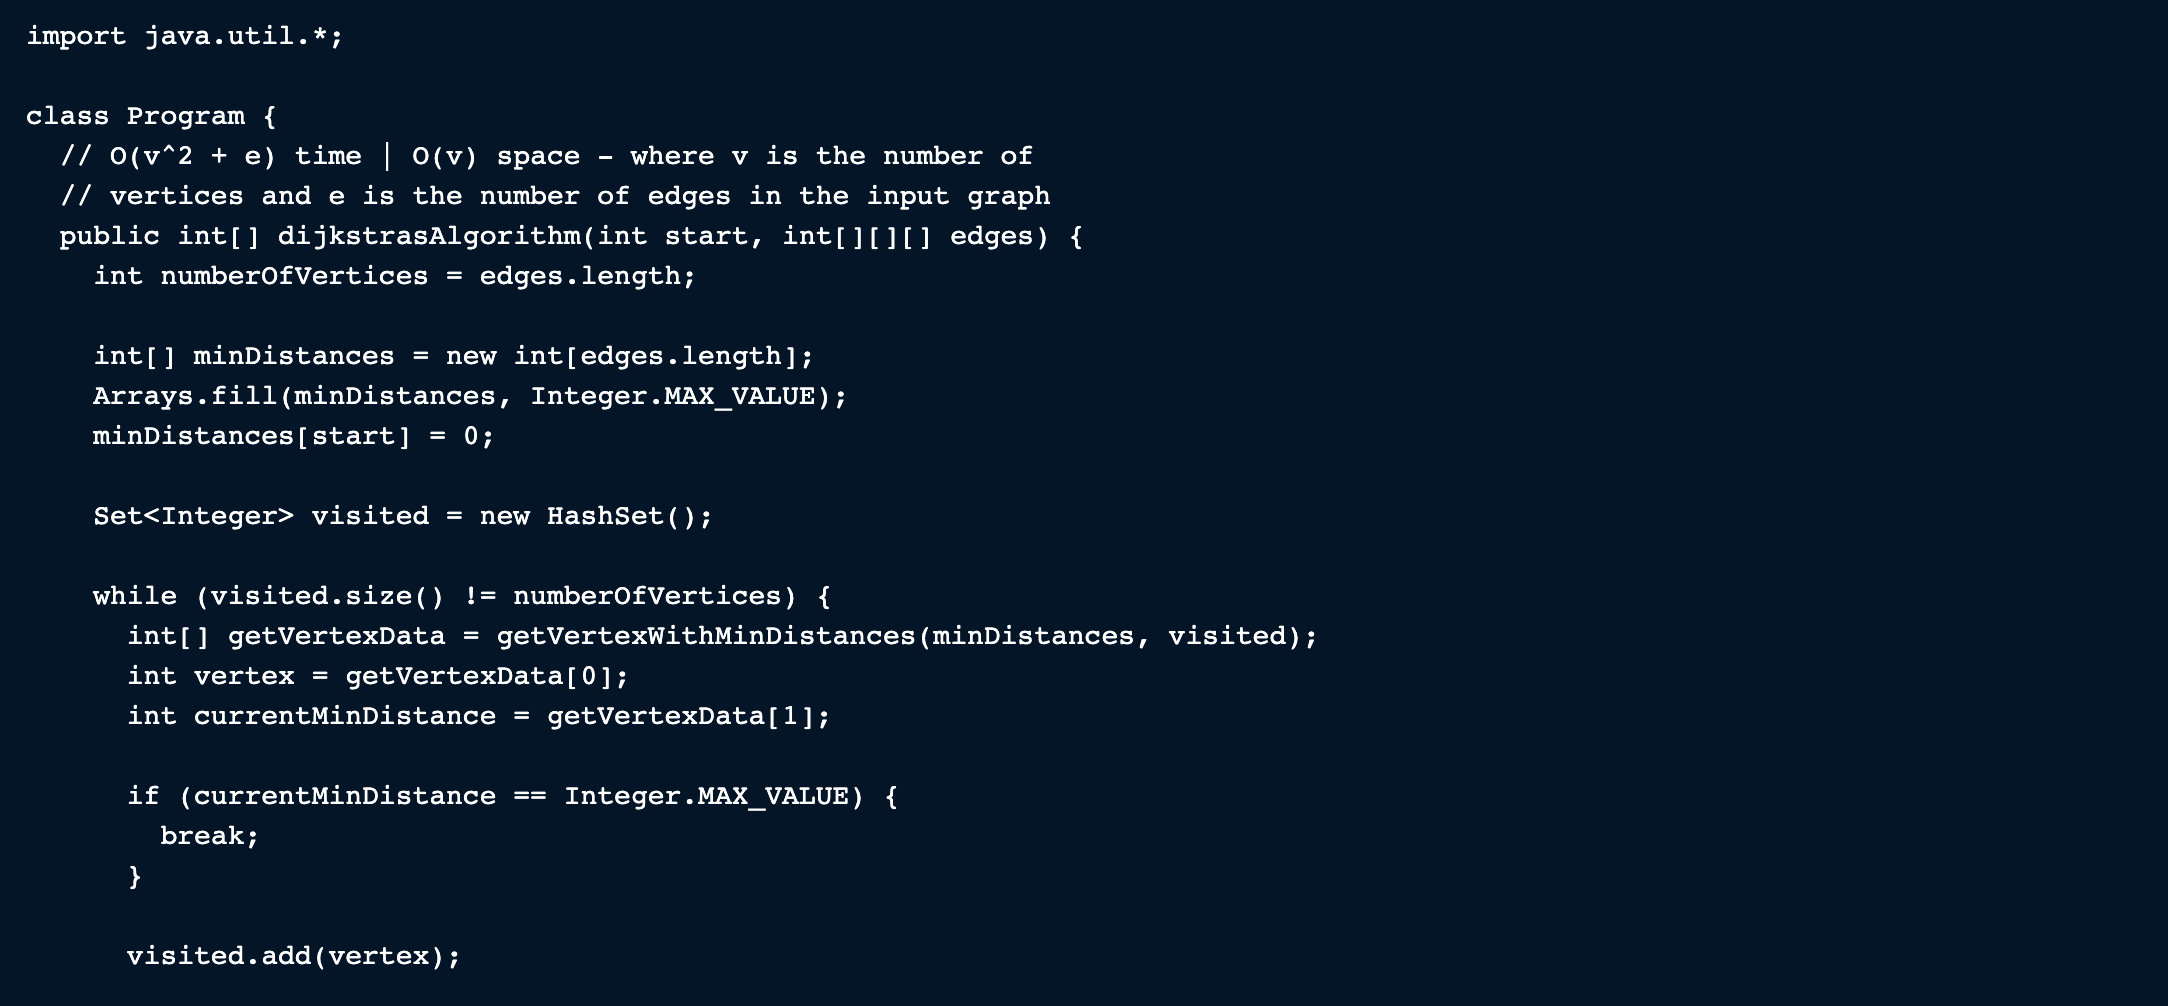 import java.util.*;

class Program {
  // O(v^2 + e) time | O(v) space – where v is the number of
  // vertices and e is the number of edges in the input graph
  public int[] dijkstrasAlgorithm(int start, int[][][] edges) {
    int numberOfVertices = edges.length;

    int[] minDistances = new int[edges.length];
    Arrays.fill(minDistances, Integer.MAX_VALUE);
    minDistances[start] = 0;

    Set<Integer> visited = new HashSet();

    while (visited.size() != numberOfVertices) {
      int[] getVertexData = getVertexWithMinDistances(minDistances, visited);
      int vertex = getVertexData[0];
      int currentMinDistance = getVertexData[1];

      if (currentMinDistance == Integer.MAX_VALUE) {
        break;
      }

      visited.add(vertex);